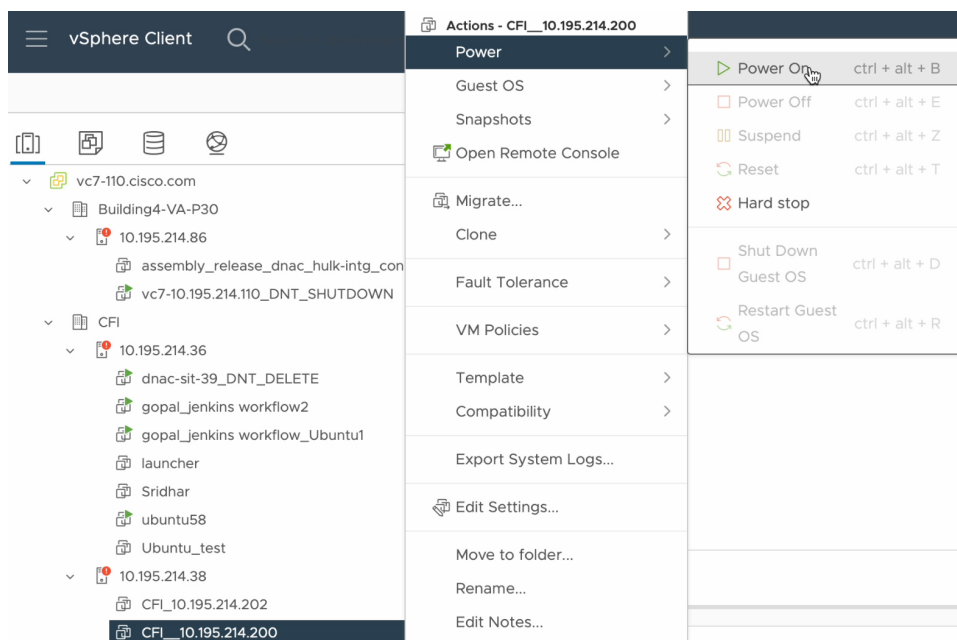 vSphere Client
vc7-110.cisco.com
Building4-VA-P30
10.195.214.86
assembly_release_dnac_hulk-intg_con
vc7-10.195.214.110_DNT_SHUTDOWN
CFI
10.195.214.36
dnac-sit-39_DNT_DELETE
gopal_jenkins workflow2
gopal_jenkins workflow_Ubuntu1
launcher
Sridhar
ubuntu58
Ubuntu_test
10.195.214.38
CFI_10.195.214.202
CFI__10.195.214.200
Actions - CFI__10.195.214.200
Power
Guest OS
Snapshots
Open Remote Console
Migrate...
Clone
Fault Tolerance
VM Policies
Template
Compatibility
Export System Logs...
Edit Settings...
Move to folder...
Rename...
Edit Notes...
Power On ctrl + alt + B
Power Off ctrl + alt + E
Suspend ctrl + alt + Z
Reset ctrl + alt + T
Hard stop
Shut Down
Guest OS ctrl + alt + D
Restart Guest
OS ctrl + alt + R